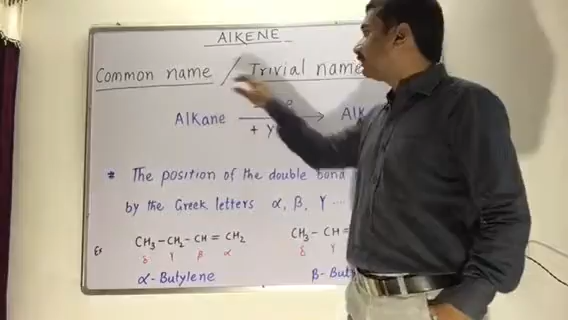 AlKENE
Common name / Trivial name
Alkane ⟶ Alk
+ Y
* The position of the double bond
by the Greek letters α, β, γ ....
Ex CH₃–CH₂–CH=CH₂ CH₃–CH=
δ γ β α δ γ
α-Butylene β-Buty